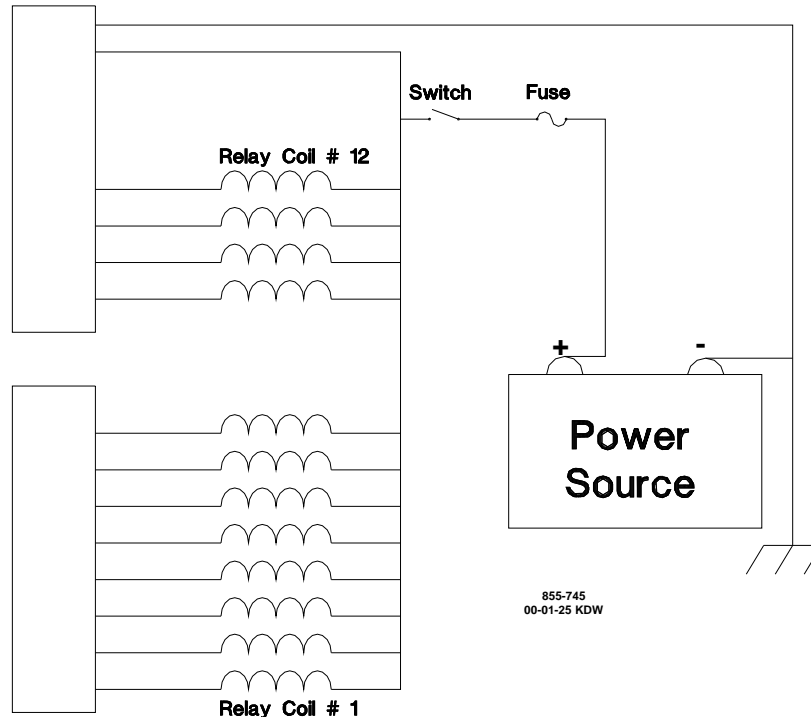 Switch Fuse
Relay Coil # 12
+ -
Power
Source
855-745
00-01-25 KDW
Relay Coil # 1